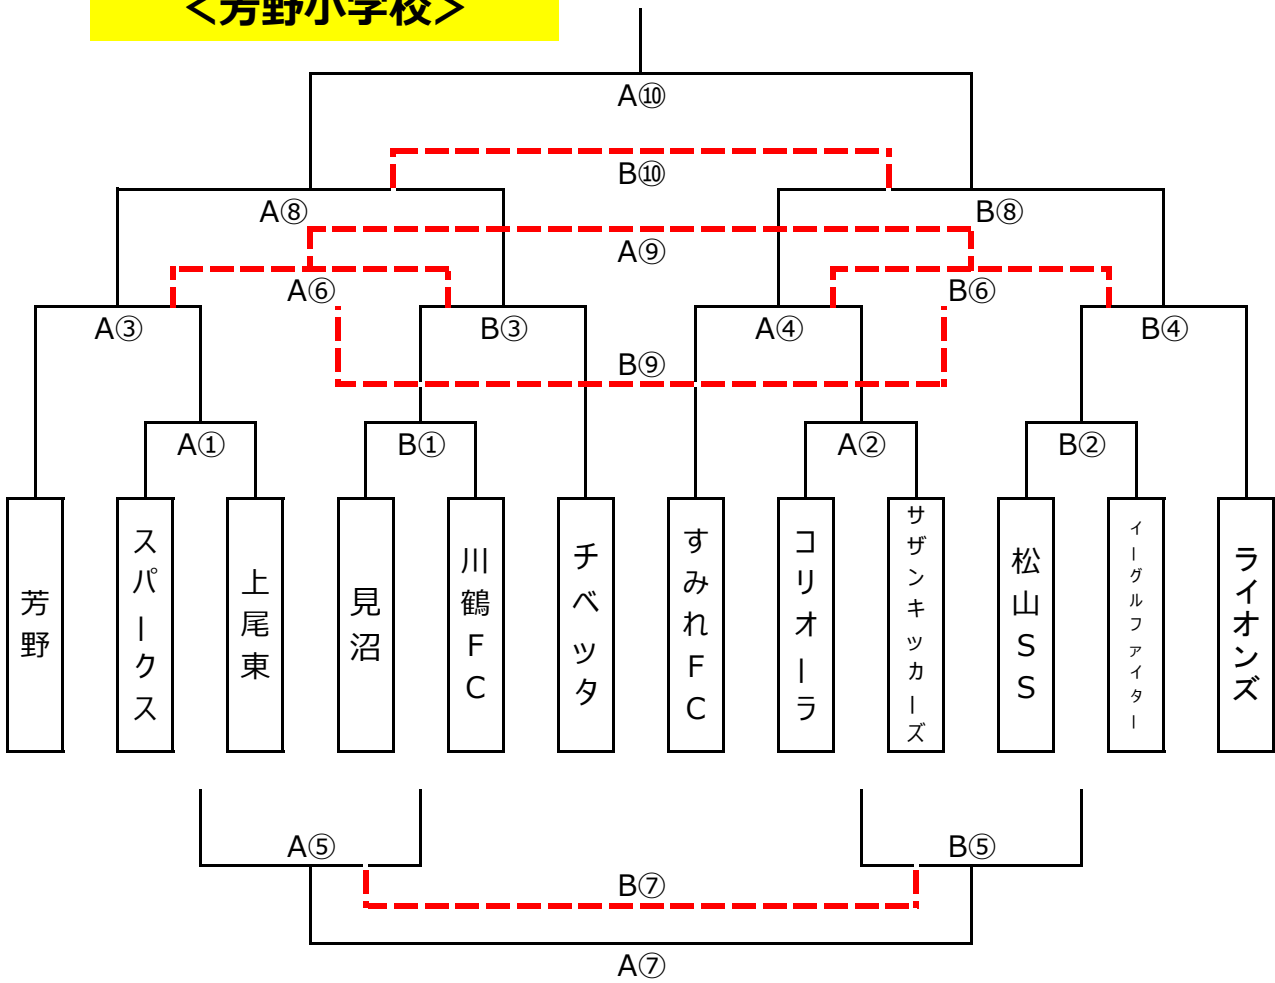 ＜芳野小学校＞
A⑩
B⑩
A⑧
B⑧
A⑨
A⑥
B⑥
A③
B③
A④
B④
B⑨
A①
B①
A②
B②
芳野
スパークス
上尾東
見沼
川鶴FC
チベッタ
すみれFC
コリオーラ
サザンキッカーズ
松山SS
イーグルファイター
ライオンズ
A⑤
B⑤
B⑦
A⑦